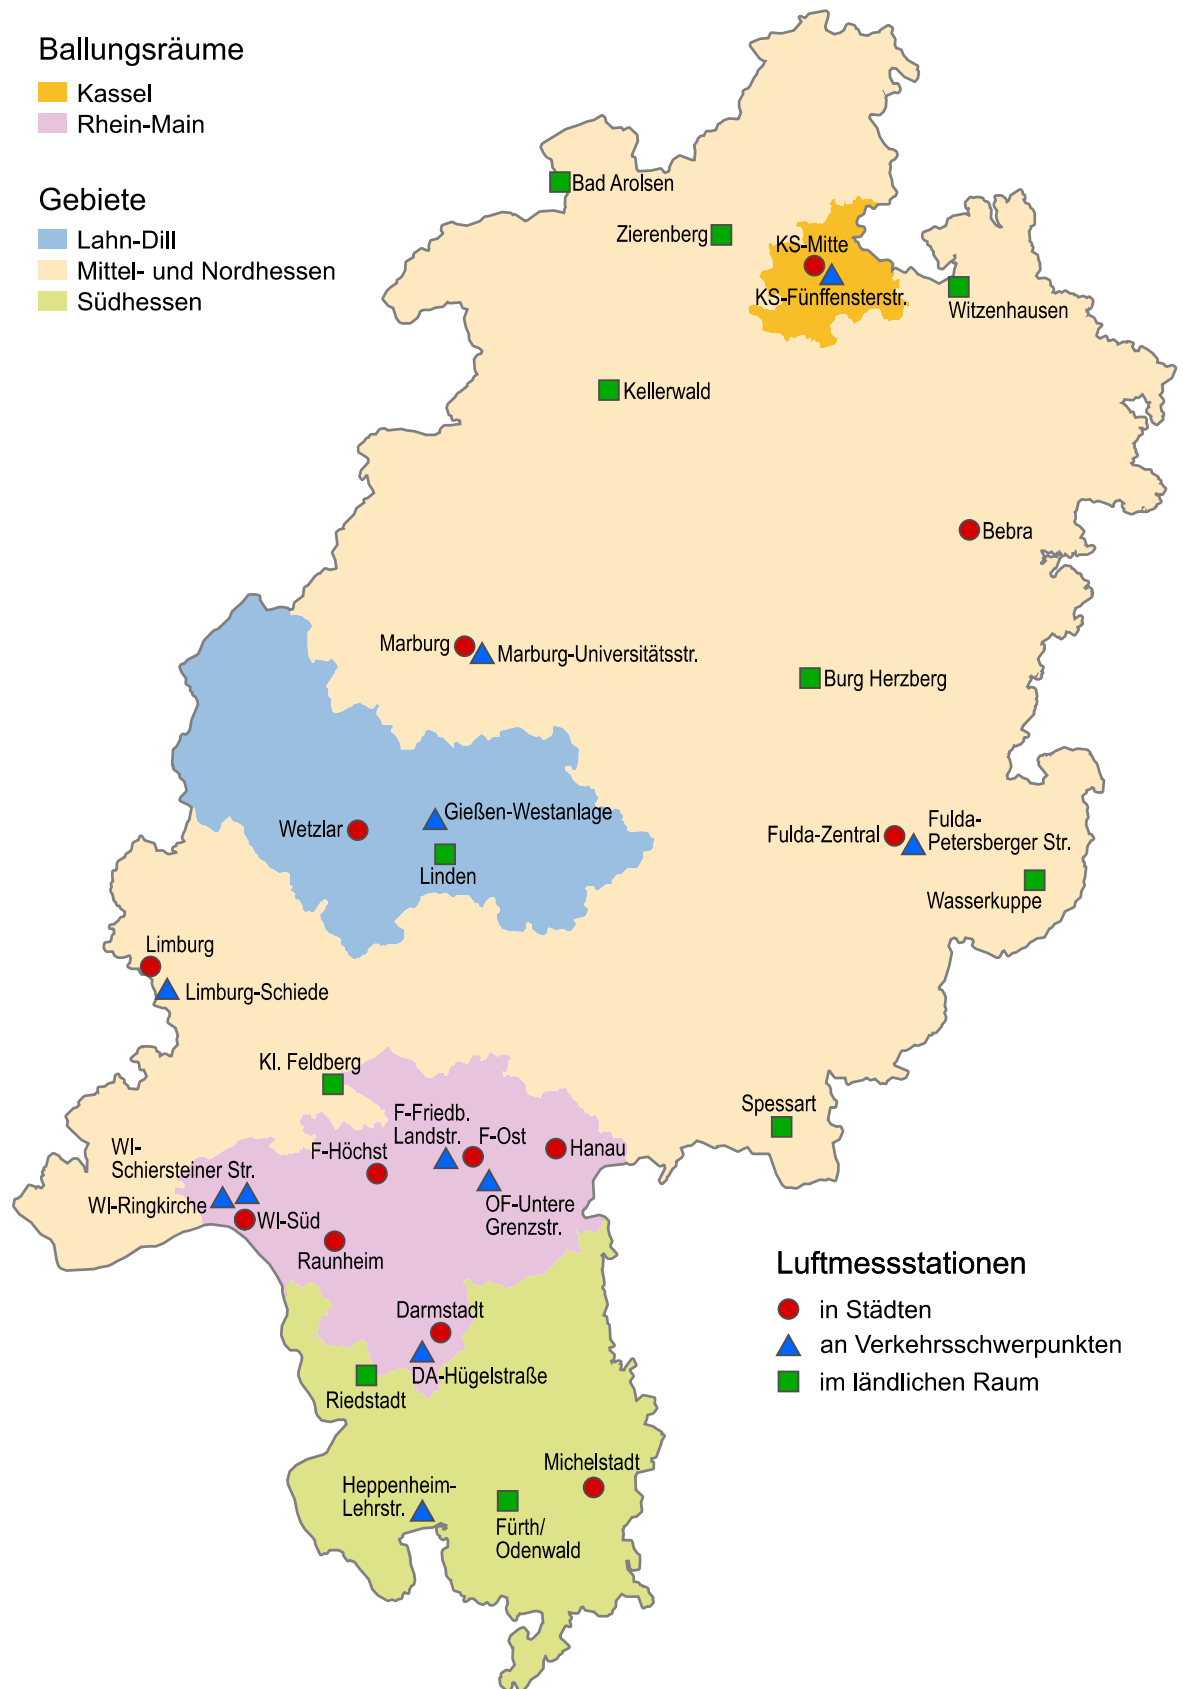 Ballungsräume
Kassel
Rhein-Main
Gebiete
Lahn-Dill
Mittel- und Nordhessen
Südhessen
Bad Arolsen
Zierenberg
KS-Mitte
KS-Fünffensterstr.
Witzenhausen
Kellerwald
Bebra
Marburg
Marburg-Universitätsstr.
Burg Herzberg
Gießen-Westanlage
Wetzlar
Linden
Fulda-Zentral
Fulda-
Petersberger Str.
Wasserkuppe
Limburg
Limburg-Schiede
Kl. Feldberg
Spessart
F-Friedb.
Landstr.
F-Ost
Hanau
F-Höchst
WI-
Schiersteiner Str.
WI-Ringkirche
WI-Süd
OF-Untere
Grenzstr.
Raunheim
Darmstadt
DA-Hügelstraße
Riedstadt
Michelstadt
Heppenheim-
Lehrstr.
Fürth/
Odenwald
Luftmessstationen
in Städten
an Verkehrsschwerpunkten
im ländlichen Raum